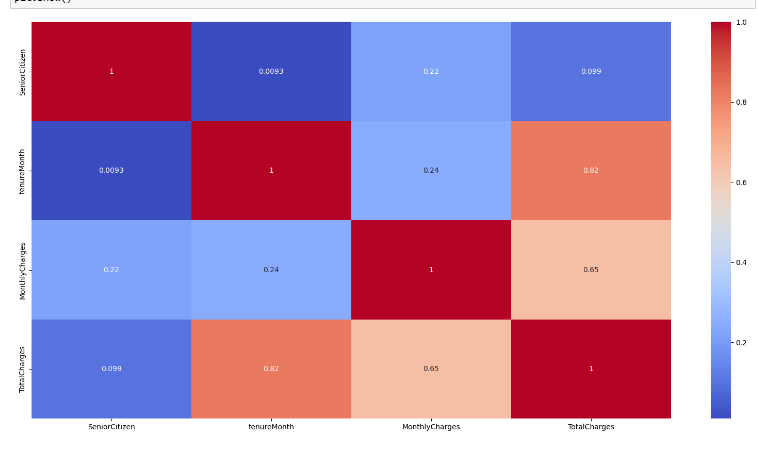 SeniorCitizen 1 0.0093 0.22 0.099
tenureMonth 0.0093 1 0.24 0.82
MonthlyCharges 0.22 0.24 1 0.65
TotalCharges 0.099 0.82 0.65 1
SeniorCitizen tenureMonth MonthlyCharges TotalCharges
1.0
0.8
0.6
0.4
0.2